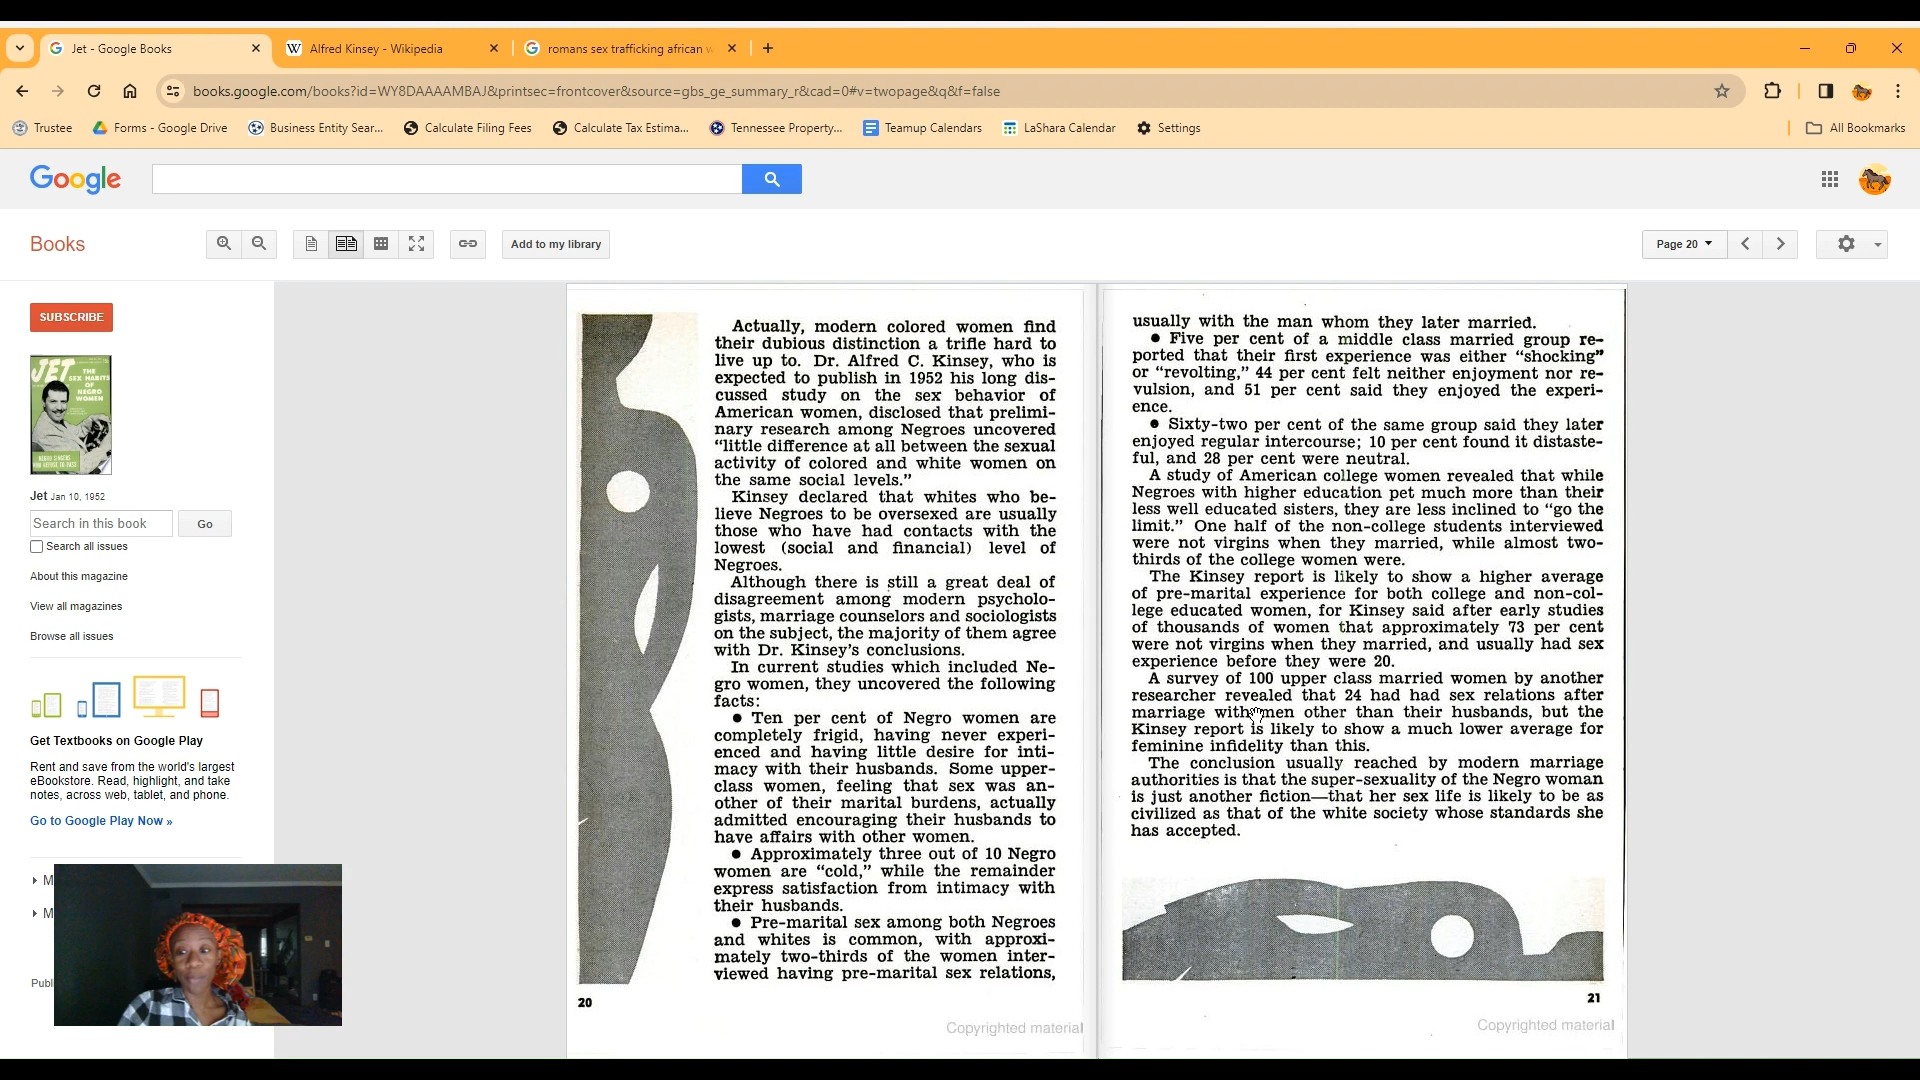 Jet - Google Books
Alfred Kinsey - Wikipedia
romans sex trafficking african
books.google.com/books?id=WY8DAAAAMBAJ&printsec=frontcover&source=gbs_ge_summary_r&cad=0#v=twopage&q&f=false
Trustee
Forms - Google Drive
Business Entity Sear...
Calculate Filing Fees
Calculate Tax Estima...
Tennessee Property...
Teamup Calendars
LaShara Calendar
Settings
All Bookmarks
Google
Books
Add to my library
Page 20
SUBSCRIBE
JET
THE
SEX HABITS
OF
NEGRO
WOMEN
NEGRO SINGERS
WHO REFUSE TO PASS
Jet Jan 10, 1952
Search in this book
Go
Search all issues
About this magazine
View all magazines
Browse all issues
Get Textbooks on Google Play
Rent and save from the world's largest
eBookstore. Read, highlight, and take
notes, across web, tablet, and phone.
Go to Google Play Now »
M
M
Publ
Actually, modern colored women find
their dubious distinction a trifle hard to
live up to. Dr. Alfred C. Kinsey, who is
expected to publish in 1952 his long dis-
cussed study on the sex behavior of
American women, disclosed that prelimi-
nary research among Negroes uncovered
"little difference at all between the sexual
activity of colored and white women on
the same social levels."
Kinsey declared that whites who be-
lieve Negroes to be oversexed are usually
those who have had contacts with the
lowest (social and financial) level of
Negroes.
Although there is still a great deal of
disagreement among modern psycholo-
gists, marriage counselors and sociologists
on the subject, the majority of them agree
with Dr. Kinsey's conclusions.
In current studies which included Ne-
gro women, they uncovered the following
facts:
● Ten per cent of Negro women are
completely frigid, having never experi-
enced and having little desire for inti-
macy with their husbands. Some upper-
class women, feeling that sex was an-
other of their marital burdens, actually
admitted encouraging their husbands to
have affairs with other women.
● Approximately three out of 10 Negro
women are "cold," while the remainder
express satisfaction from intimacy with
their husbands.
● Pre-marital sex among both Negroes
and whites is common, with approxi-
mately two-thirds of the women inter-
viewed having pre-marital sex relations,
20
Copyrighted material
usually with the man whom they later married.
● Five per cent of a middle class married group re-
ported that their first experience was either "shocking"
or "revolting," 44 per cent felt neither enjoyment nor re-
vulsion, and 51 per cent said they enjoyed the experi-
ence.
● Sixty-two per cent of the same group said they later
enjoyed regular intercourse; 10 per cent found it distaste-
ful, and 28 per cent were neutral.
A study of American college women revealed that while
Negroes with higher education pet much more than their
less well educated sisters, they are less inclined to "go the
limit." One half of the non-college students interviewed
were not virgins when they married, while almost two-
thirds of the college women were.
The Kinsey report is likely to show a higher average
of pre-marital experience for both college and non-col-
lege educated women, for Kinsey said after early studies
of thousands of women that approximately 73 per cent
were not virgins when they married, and usually had sex
experience before they were 20.
A survey of 100 upper class married women by another
researcher revealed that 24 had had sex relations after
marriage with men other than their husbands, but the
Kinsey report is likely to show a much lower average for
feminine infidelity than this.
The conclusion usually reached by modern marriage
authorities is that the super-sexuality of the Negro woman
is just another fiction—that her sex life is likely to be as
civilized as that of the white society whose standards she
has accepted.
21
Copyrighted material